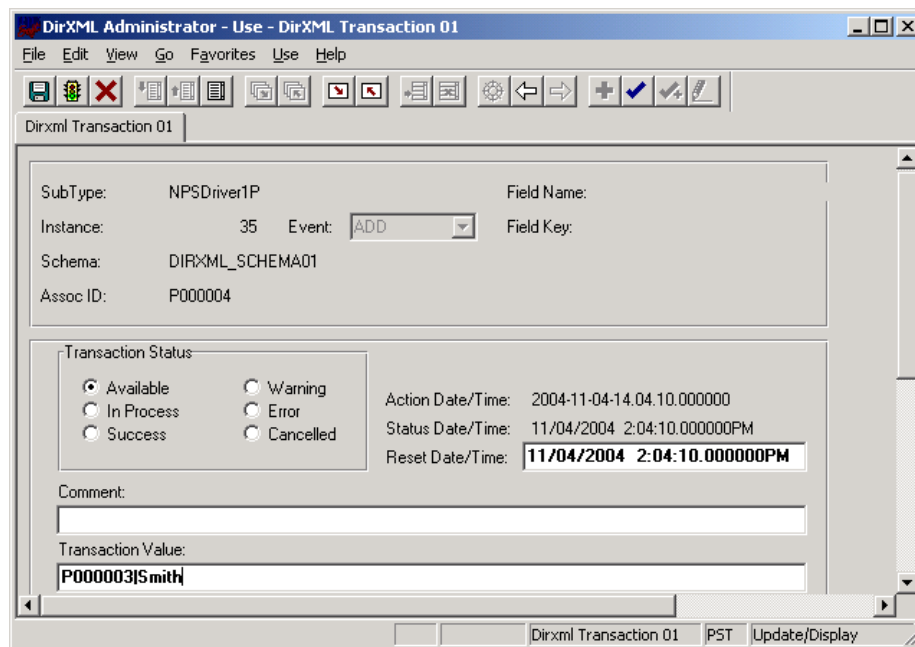 DirXML Administrator - Use - DirXML Transaction 01
File Edit View Go Favorites Use Help
Dirxml Transaction 01
SubType: NPSDriver1P Field Name:
Instance: 35 Event: ADD Field Key:
Schema: DIRXML_SCHEMA01
Assoc ID: P000004
Transaction Status
Available Warning
In Process Error
Success Cancelled
Action Date/Time: 2004-11-04-14.04.10.000000
Status Date/Time: 11/04/2004 2:04:10.000000PM
Reset Date/Time: 11/04/2004 2:04:10.000000PM
Comment:
Transaction Value:
P000003|Smith
Dirxml Transaction 01 PST Update/Display